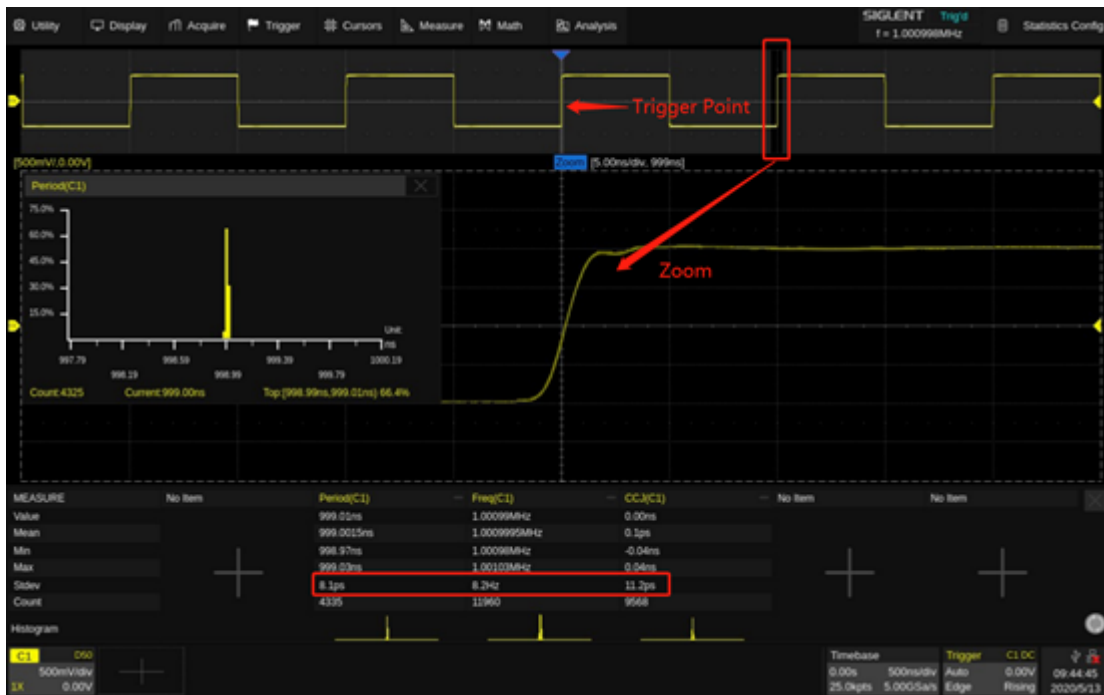 Utility Display Acquire Trigger Cursors Measure Math Analysis SIGLENT Trig'd Statistics Config
f = 1.000998MHz
Trigger Point
[500mV/,0.00V] Zoom [5.00ns/div, 999ns]
Period(C1)
75.0%
60.0%
45.0%
30.0%
15.0%
Zoom
Unit:
ns
997.79 998.59 999.39 1000.19
998.19 998.99 999.79
Count:4325 Current:999.00ns Top:[998.99ns,999.01ns) 66.4%
MEASURE No Item Period(C1) Freq(C1) CCJ(C1) No Item No Item
Value 999.01ns 1.00099MHz 0.00ns
Mean 999.0015ns 1.0009995MHz 0.1ps
Min 998.97ns 1.00098MHz -0.04ns
Max 999.03ns 1.00103MHz 0.04ns
Stdev 8.1ps 8.2Hz 11.2ps
Count 4335 11960 9568
Histogram
C1 D50 Timebase Trigger C1 DC
500mV/div 0.00s 500ns/div Auto 0.00V 09:44:45
1X 0.00V 25.0kpts 5.00GSa/s Edge Rising 2020/5/13